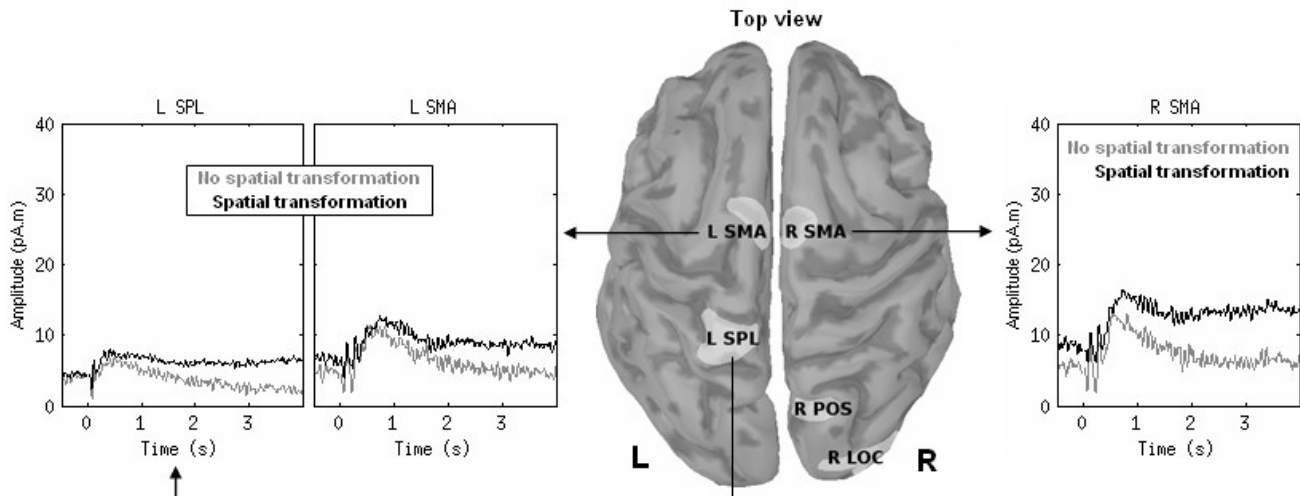 Top view
L SPL
L SMA
R SMA
40
30
20
10
0
Amplitude (pA.m)
0 1 2 3
Time (s)
0 1 2 3
Time (s)
No spatial transformation
Spatial transformation
L SMA
R SMA
L SPL
R POS
R LOC
L
R
40
30
20
10
0
Amplitude (pA.m)
No spatial transformation
Spatial transformation
0 1 2 3
Time (s)